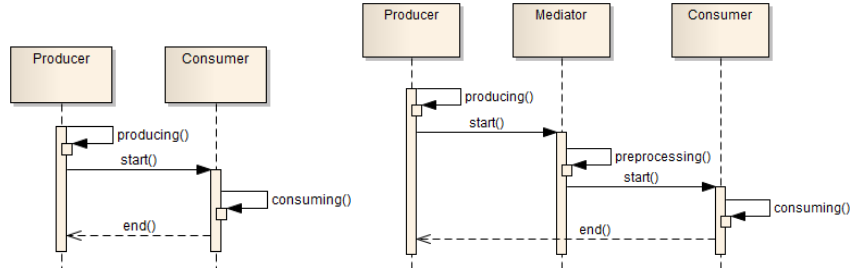 Producer
Consumer
producing()
start()
consuming()
end()
Producer
Mediator
Consumer
producing()
start()
preprocessing()
start()
consuming()
end()